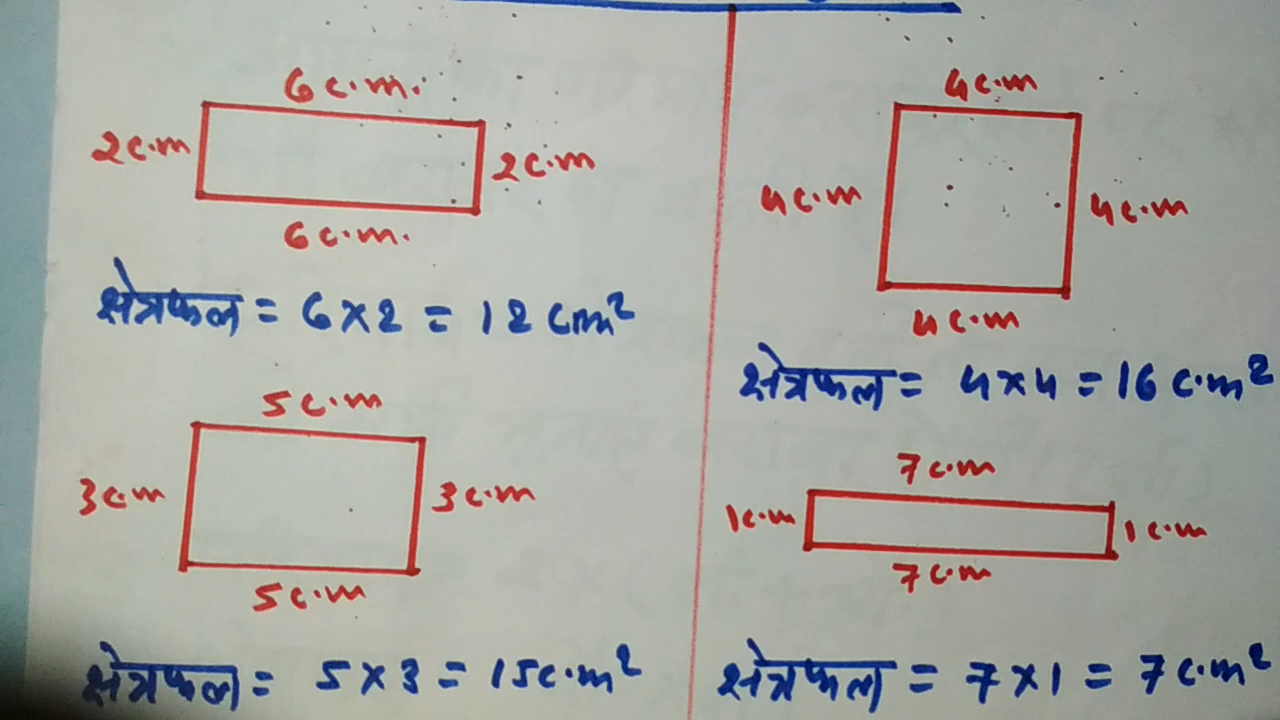 6 c.m.
2 c.m
2 c.m
6 c.m.
क्षेत्रफल = 6 × 2 = 12 cm²
5 c.m
3 c.m
3 c.m
5 c.m
क्षेत्रफल = 5 × 3 = 15 c.m²
4 c.m
4 c.m
4 c.m
4 c.m
क्षेत्रफल = 4 × 4 = 16 c.m²
7 c.m
1 c.m
1 c.m
7 c.m
क्षेत्रफल = 7 × 1 = 7 c.m²